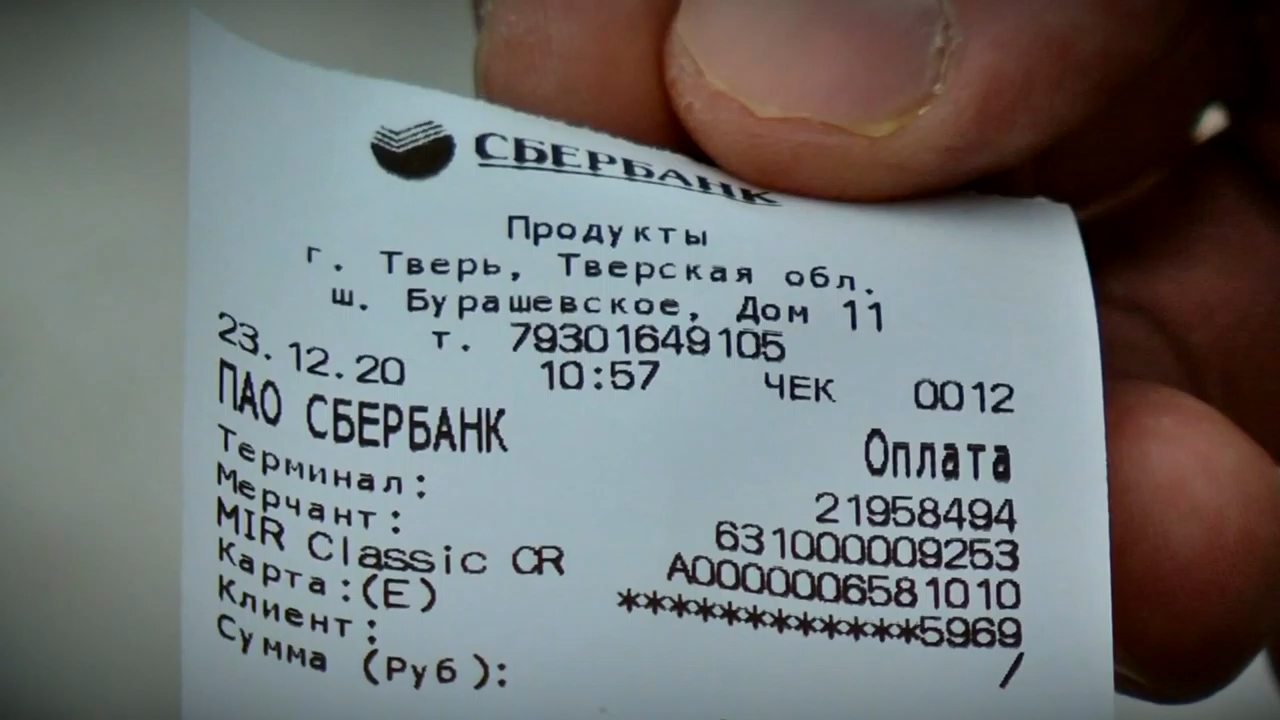 СБЕРБАНК
Продукты
г. Тверь, Тверская обл.
ш. Бурашевское, Дом 11
т. 79301649105
23.12.20 10:57 ЧЕК 0012
ПАО СБЕРБАНК Оплата
Терминал: 21958494
Мерчант: 631000009253
MIR Classic CR A0000006581010
Карта:(E) ************5969
Клиент: /
Сумма (Руб):